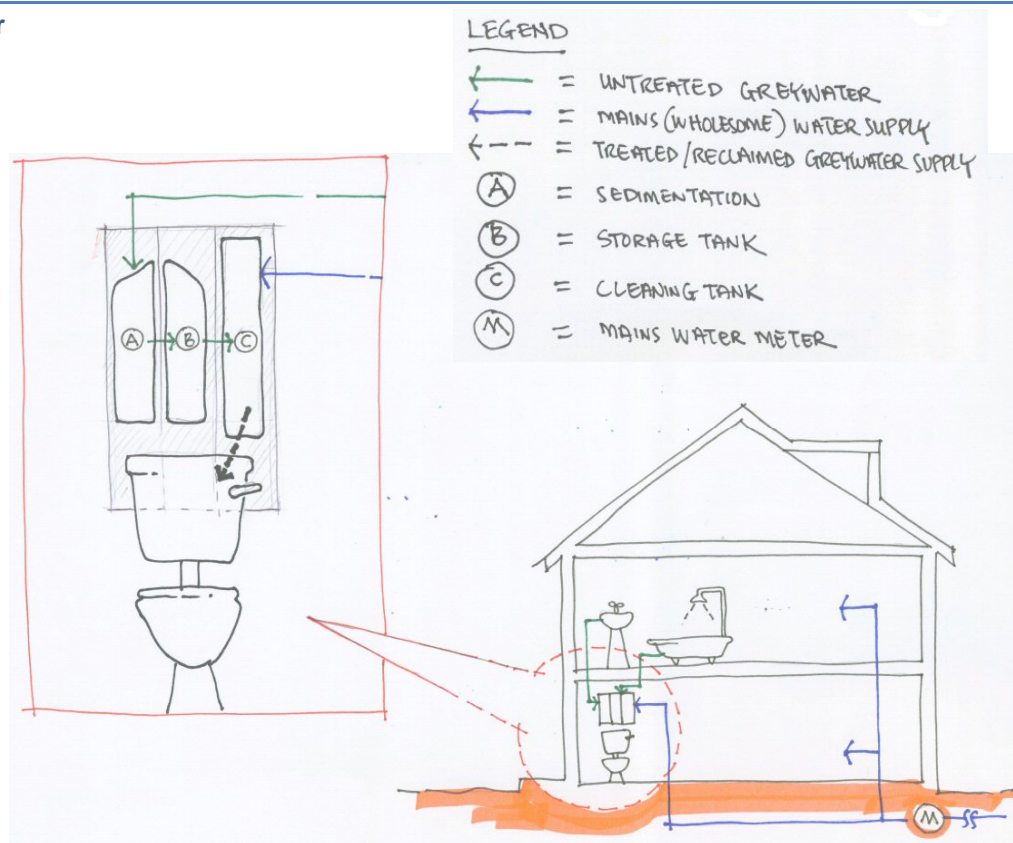 r
LEGEND
= UNTREATED GREYWATER
= MAINS (WHOLESOME) WATER SUPPLY
= TREATED/RECLAIMED GREYWATER SUPPLY
A = SEDIMENTATION
B = STORAGE TANK
C = CLEANING TANK
M = MAINS WATER METER
A B C
M